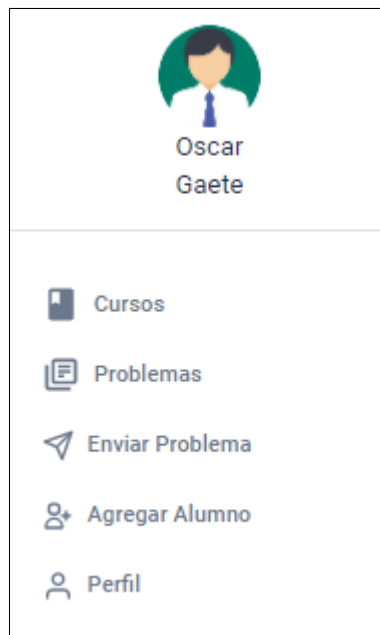 Oscar
Gaete
Cursos
Problemas
Enviar Problema
Agregar Alumno
Perfil